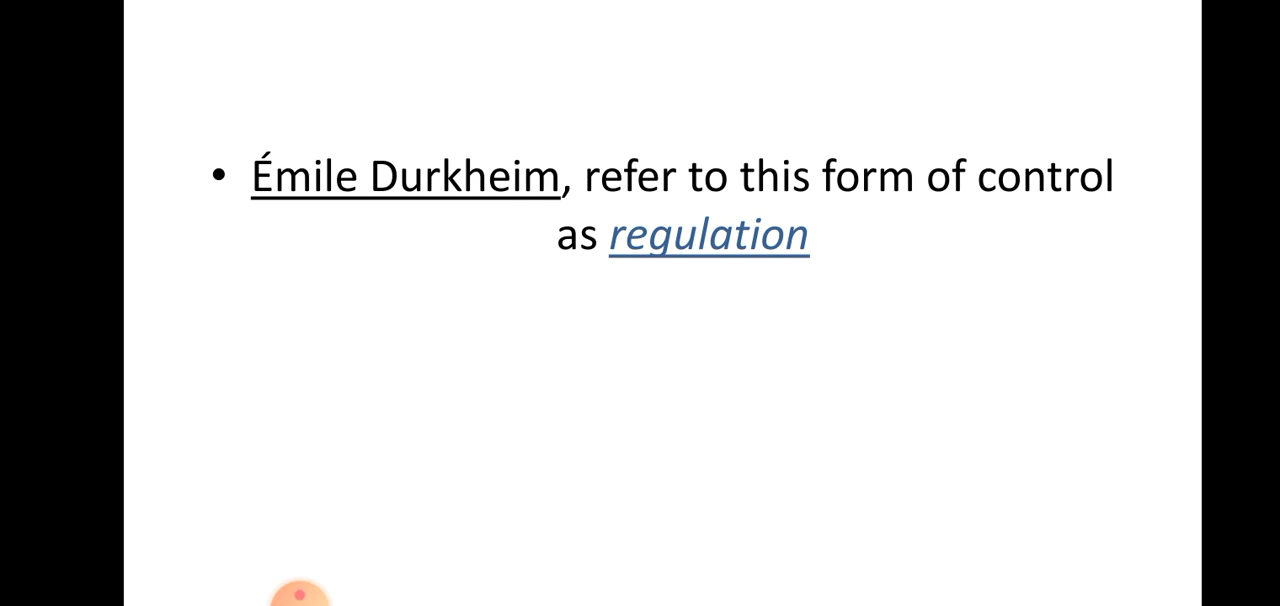 • Émile Durkheim, refer to this form of control
as regulation